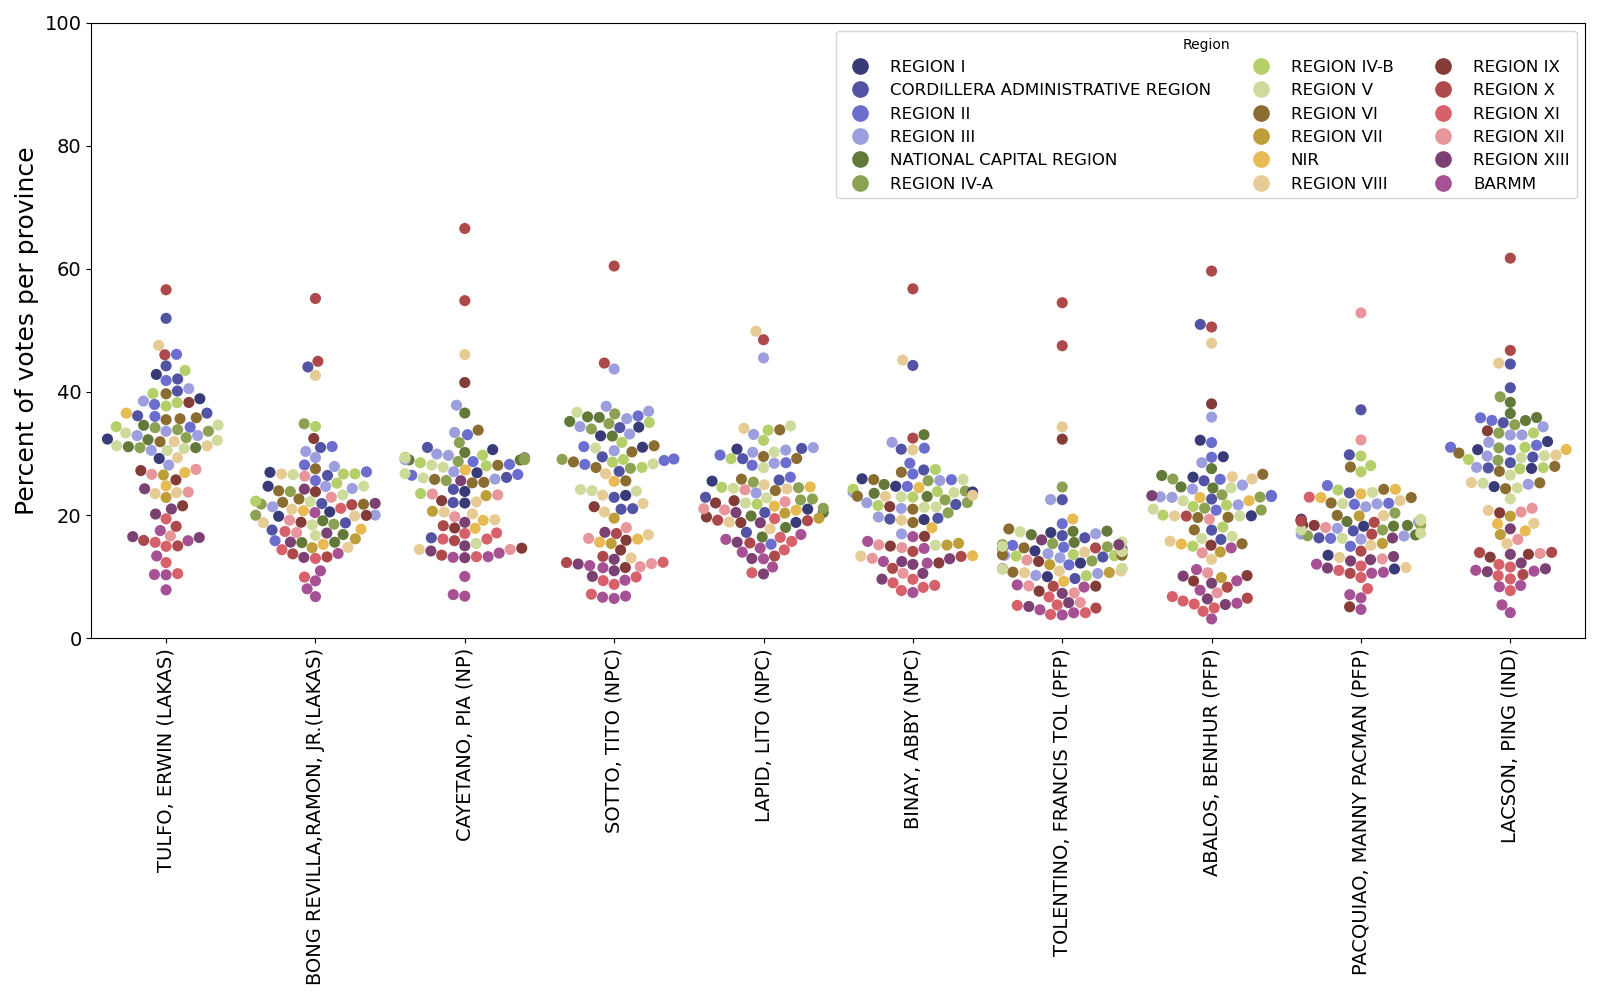 Percent of votes per province
100
80
60
40
20
0
Region
REGION I
CORDILLERA ADMINISTRATIVE REGION
REGION II
REGION III
NATIONAL CAPITAL REGION
REGION IV-A
REGION IV-B
REGION V
REGION VI
REGION VII
NIR
REGION VIII
REGION IX
REGION X
REGION XI
REGION XII
REGION XIII
BARMM
TULFO, ERWIN (LAKAS)
BONG REVILLA,RAMON, JR.(LAKAS)
CAYETANO, PIA (NP)
SOTTO, TITO (NPC)
LAPID, LITO (NPC)
BINAY, ABBY (NPC)
TOLENTINO, FRANCIS TOL (PFP)
ABALOS, BENHUR (PFP)
PACQUIAO, MANNY PACMAN (PFP)
LACSON, PING (IND)